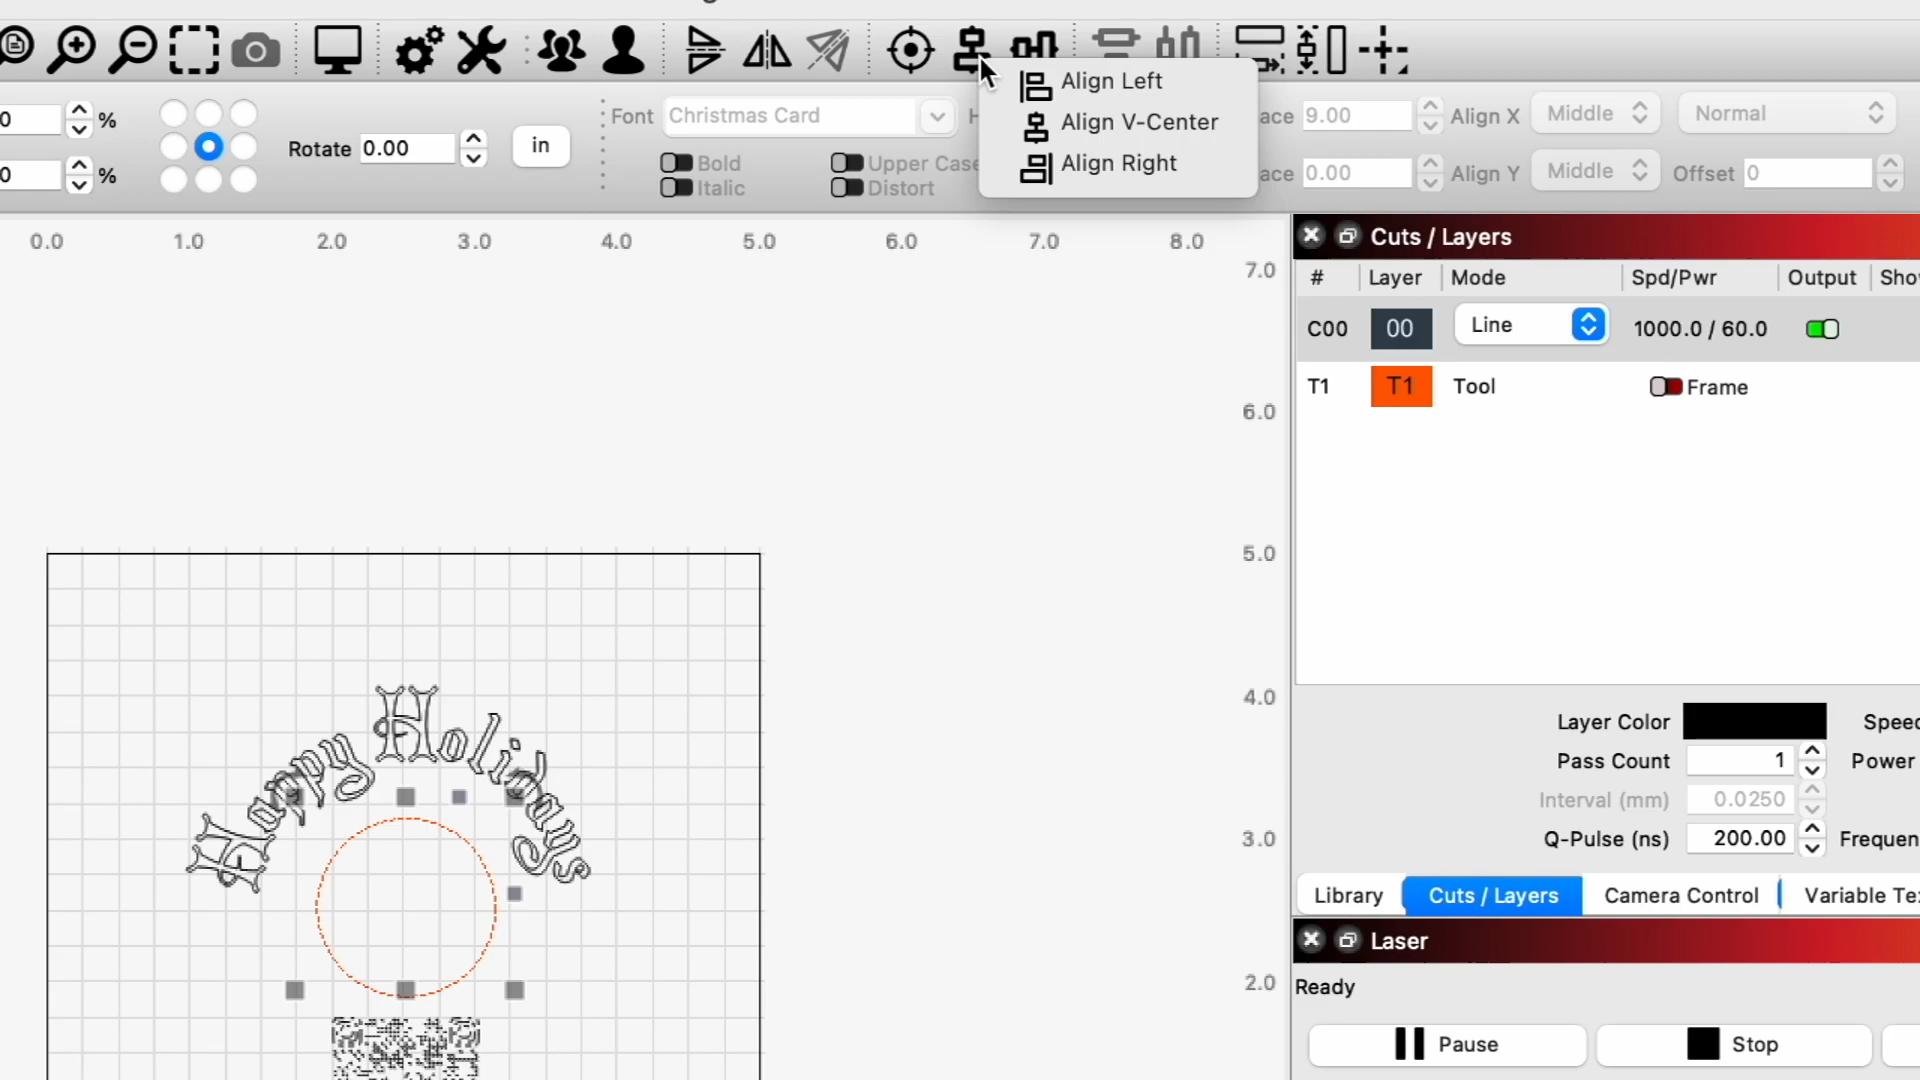 Align Left
Align V-Center
Align Right
0 %
Rotate 0.00
in
Font Christmas Card
9.00
Align X
Middle
Normal
0 %
Bold
Upper Case
Italic
Distort
0.00
Align Y
Middle
Offset 0
0.0 1.0 2.0 3.0 4.0 5.0 6.0 7.0 8.0
7.0
6.0
5.0
4.0
3.0
2.0
Happy Holidays
Cuts / Layers
# Layer Mode Spd/Pwr Output
C00 00 Line 1000.0 / 60.0
T1 T1 Tool Frame
Layer Color
Pass Count 1 Power
Interval (mm) 0.0250
Q-Pulse (ns) 200.00
Library Cuts / Layers Camera Control Variable
Laser
Ready
Pause Stop